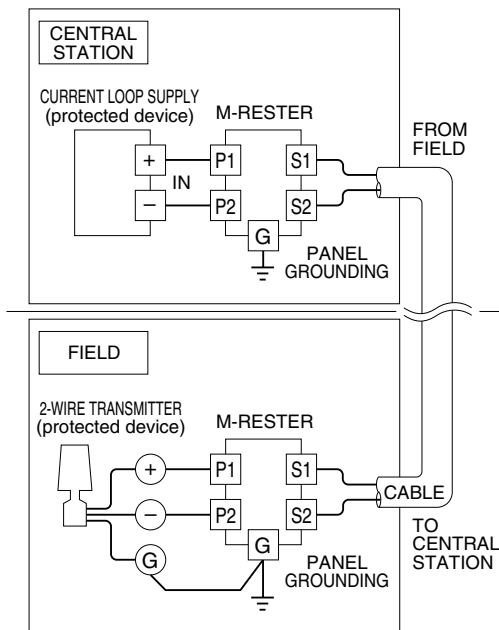 CENTRAL
STATION
CURRENT LOOP SUPPLY
(protected device)
M-RESTER
FROM
FIELD
+
P1
S1
IN
−
P2
S2
G
PANEL
GROUNDING
FIELD
2-WIRE TRANSMITTER
(protected device)
M-RESTER
+
P1
S1
CABLE
−
P2
S2
G
G
PANEL
GROUNDING
TO
CENTRAL
STATION